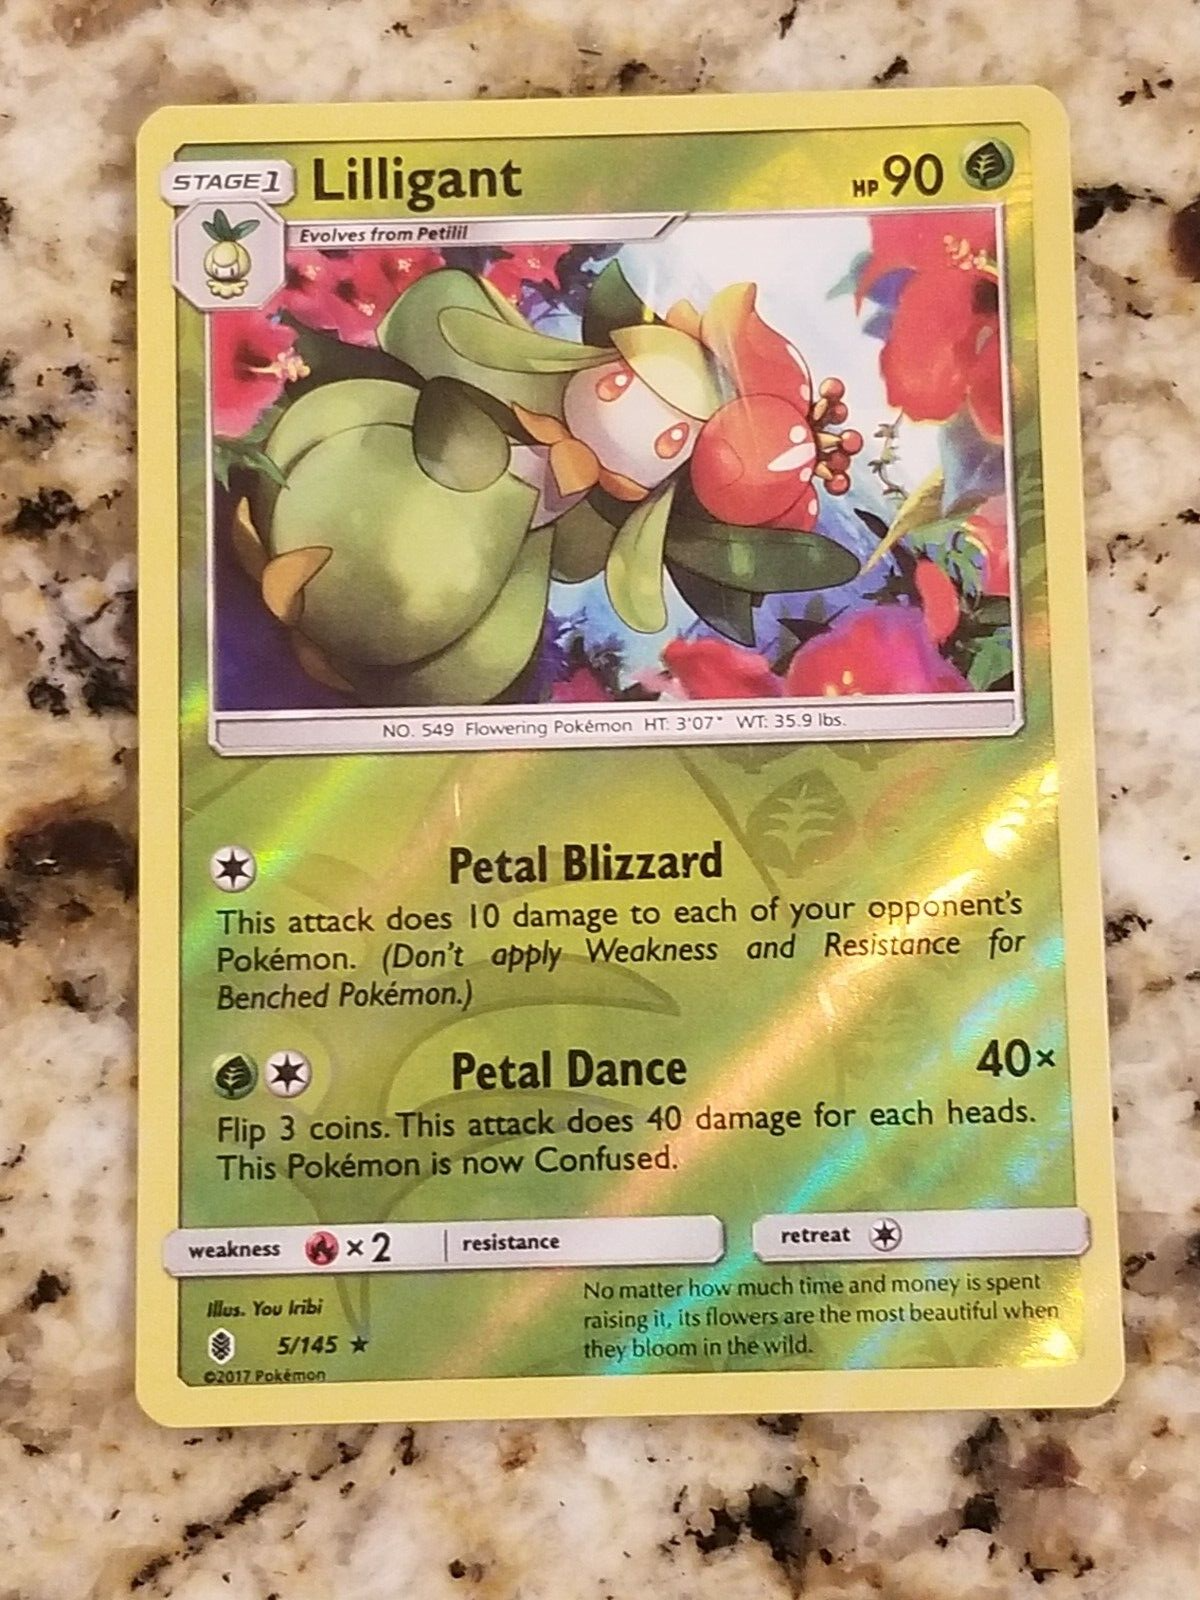 STAGE1 Lilligant HP 90
Evolves from Petilil
NO. 549 Flowering Pokémon HT: 3'07" WT: 35.9 lbs.
Petal Blizzard
This attack does 10 damage to each of your opponent's
Pokémon. (Don't apply Weakness and Resistance for
Benched Pokémon.)
Petal Dance 40×
Flip 3 coins. This attack does 40 damage for each heads.
This Pokémon is now Confused.
weakness × 2 resistance retreat
Illus. You Iribi
5/145 ★
©2017 Pokémon
No matter how much time and money is spent
raising it, its flowers are the most beautiful when
they bloom in the wild.